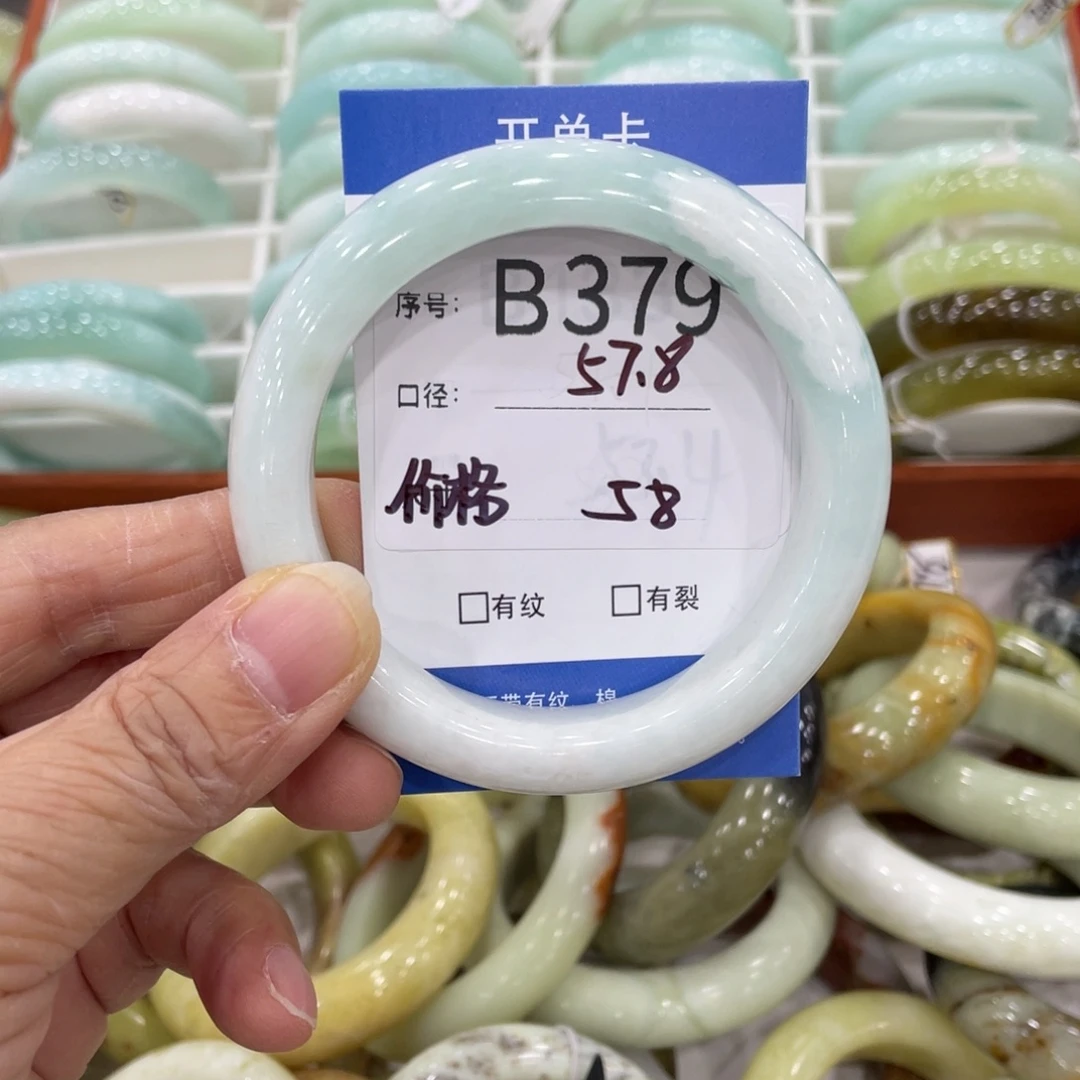 开单卡
序号: B379
口径: 57.8
价格 58
□有纹 □有裂
带有纹 棉